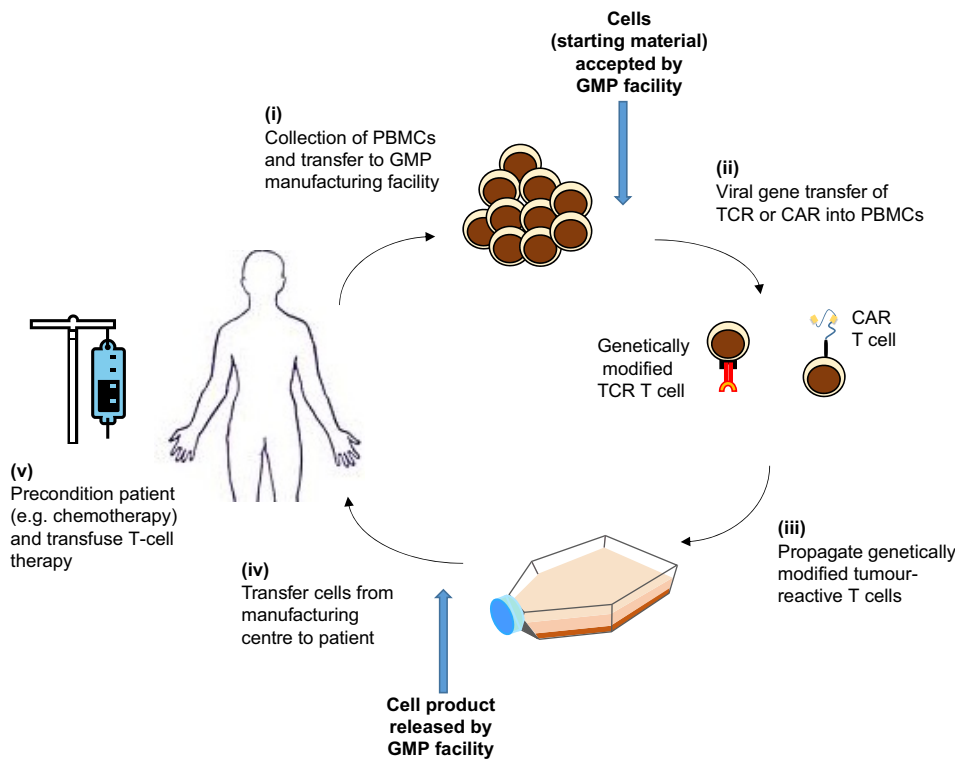 Cells
(starting material)
accepted by
GMP facility
(i)
Collection of PBMCs
and transfer to GMP
manufacturing facility
(ii)
Viral gene transfer of
TCR or CAR into PBMCs
Genetically
modified
TCR T cell
CAR
T cell
(iii)
Propagate genetically
modified tumour-
reactive T cells
(iv)
Transfer cells from
manufacturing
centre to patient
(v)
Precondition patient
(e.g. chemotherapy)
and transfuse T-cell
therapy
Cell product
released by
GMP facility